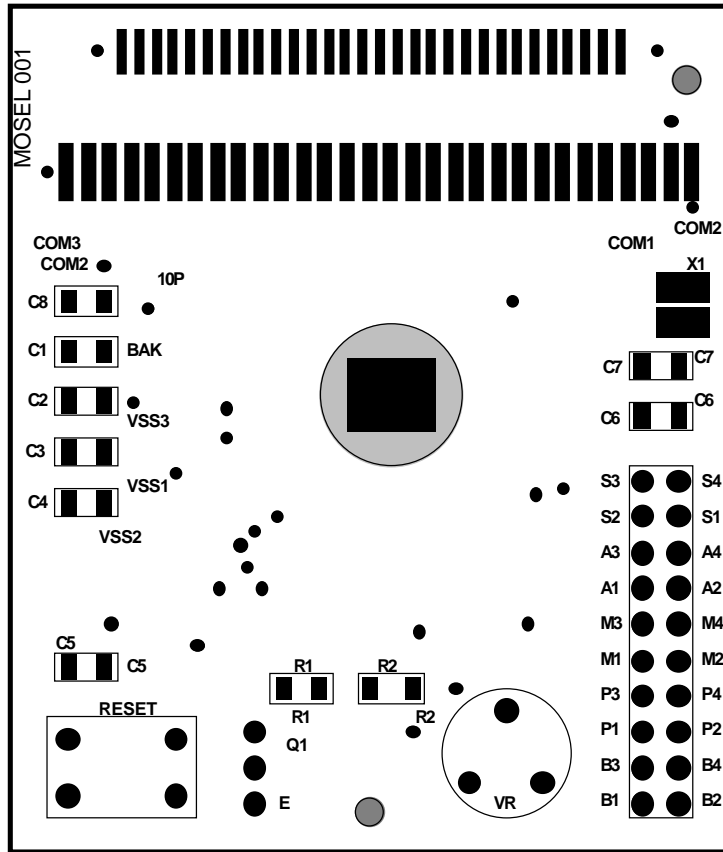 MOSEL 001
COM2
COM3
COM1
COM2
X1
10P
C8
C1
BAK
C7
C7
C2
C6
C6
VSS3
C3
S3
S4
VSS1
C4
S2
S1
VSS2
A3
A4
A1
A2
M3
M4
C5
C5
M1
M2
R1
R2
P3
P4
RESET
R1
R2
P1
P2
Q1
B3
B4
E
VR
B1
B2